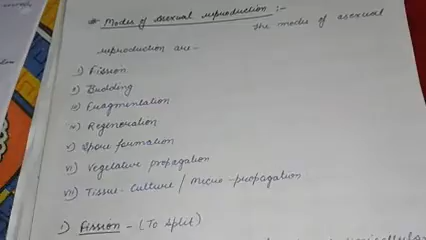 * Modes of asexual reproduction :-
The modes of asexual
reproduction are -
i) Fission
ii) Budding
iii) Fragmentation
iv) Regeneration
v) Spore formation
vi) Vegetative propagation
vii) Tissue-culture / Micro-propagation.
1) Fission - (To split)